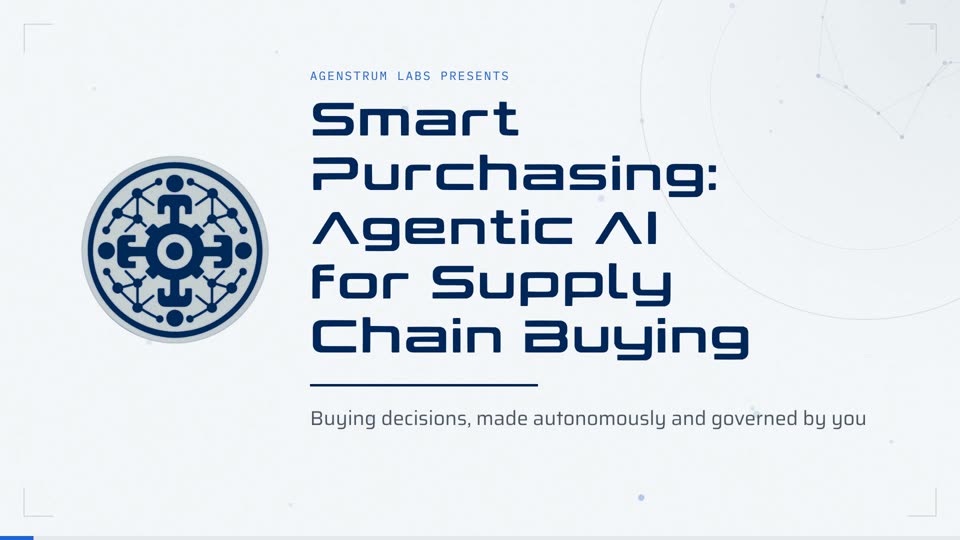 AGENSTRUM LABS PRESENTS
Smart
Purchasing:
Agentic AI
for Supply
Chain Buying
Buying decisions, made autonomously and governed by you